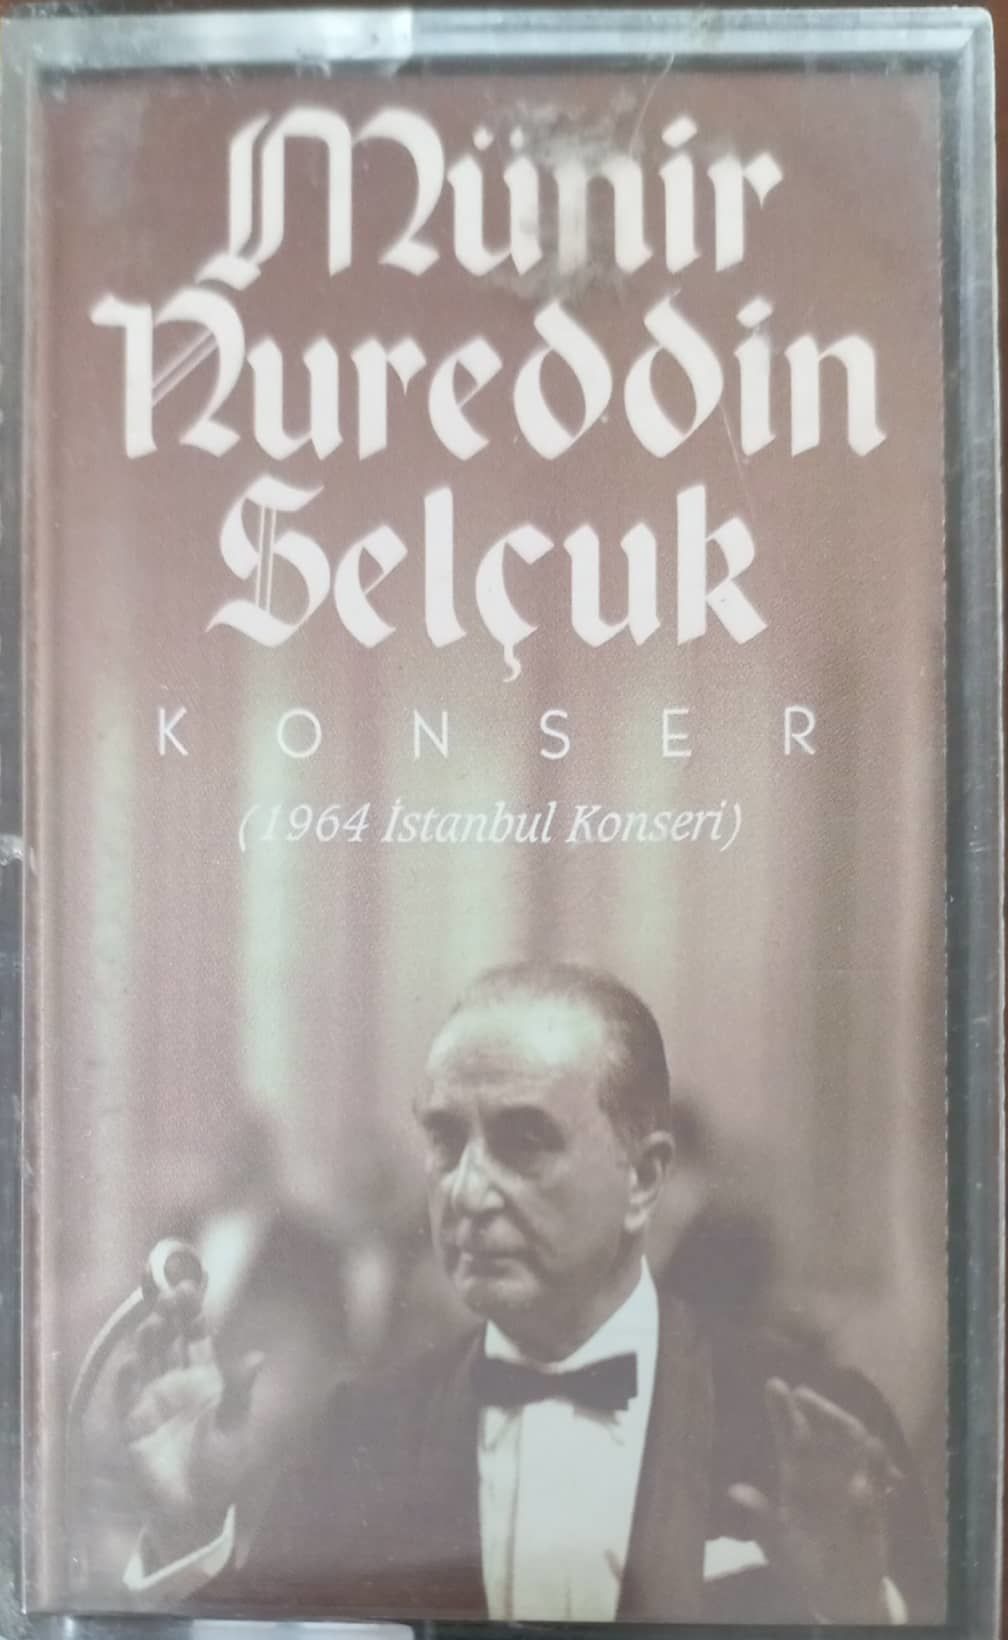 Münir
Nureddin
Selçuk
KONSER
(1964 İstanbul Konseri)